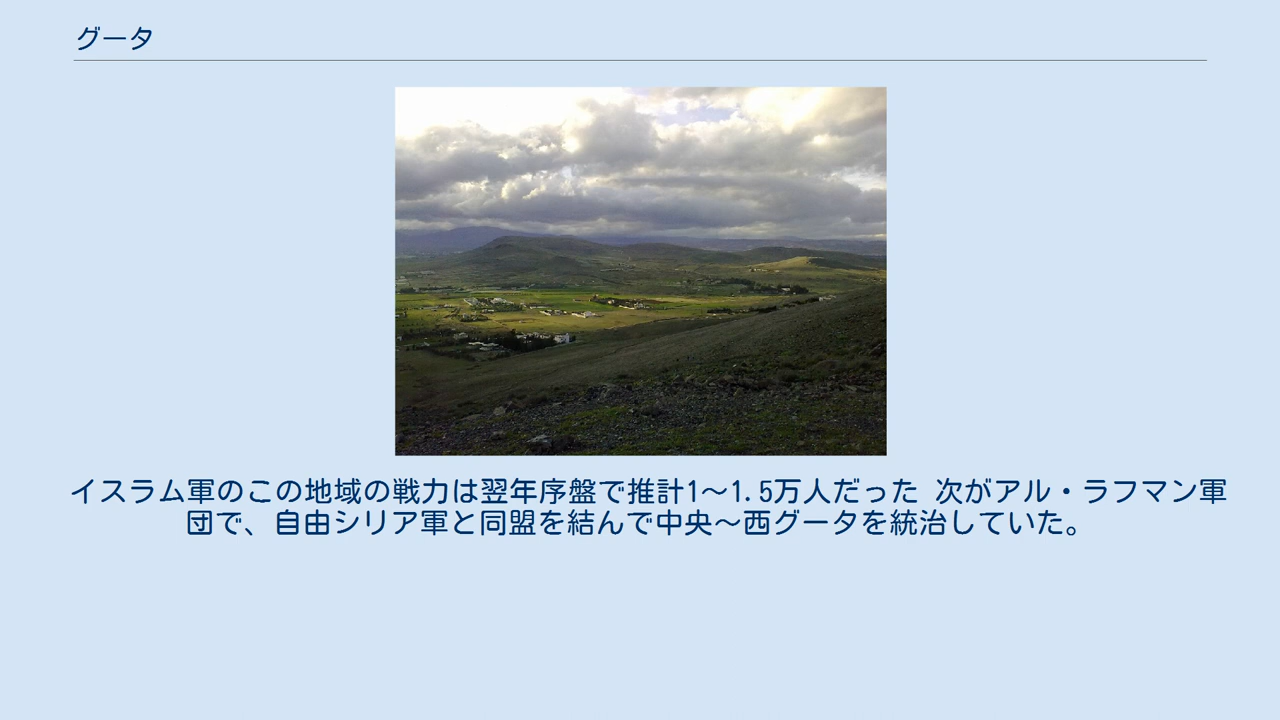 グータ
イスラム軍のこの地域の戦力は翌年序盤で推計1〜1.5万人だった 次がアル・ラフマン軍
団で、自由シリア軍と同盟を結んで中央〜西グータを統治していた。